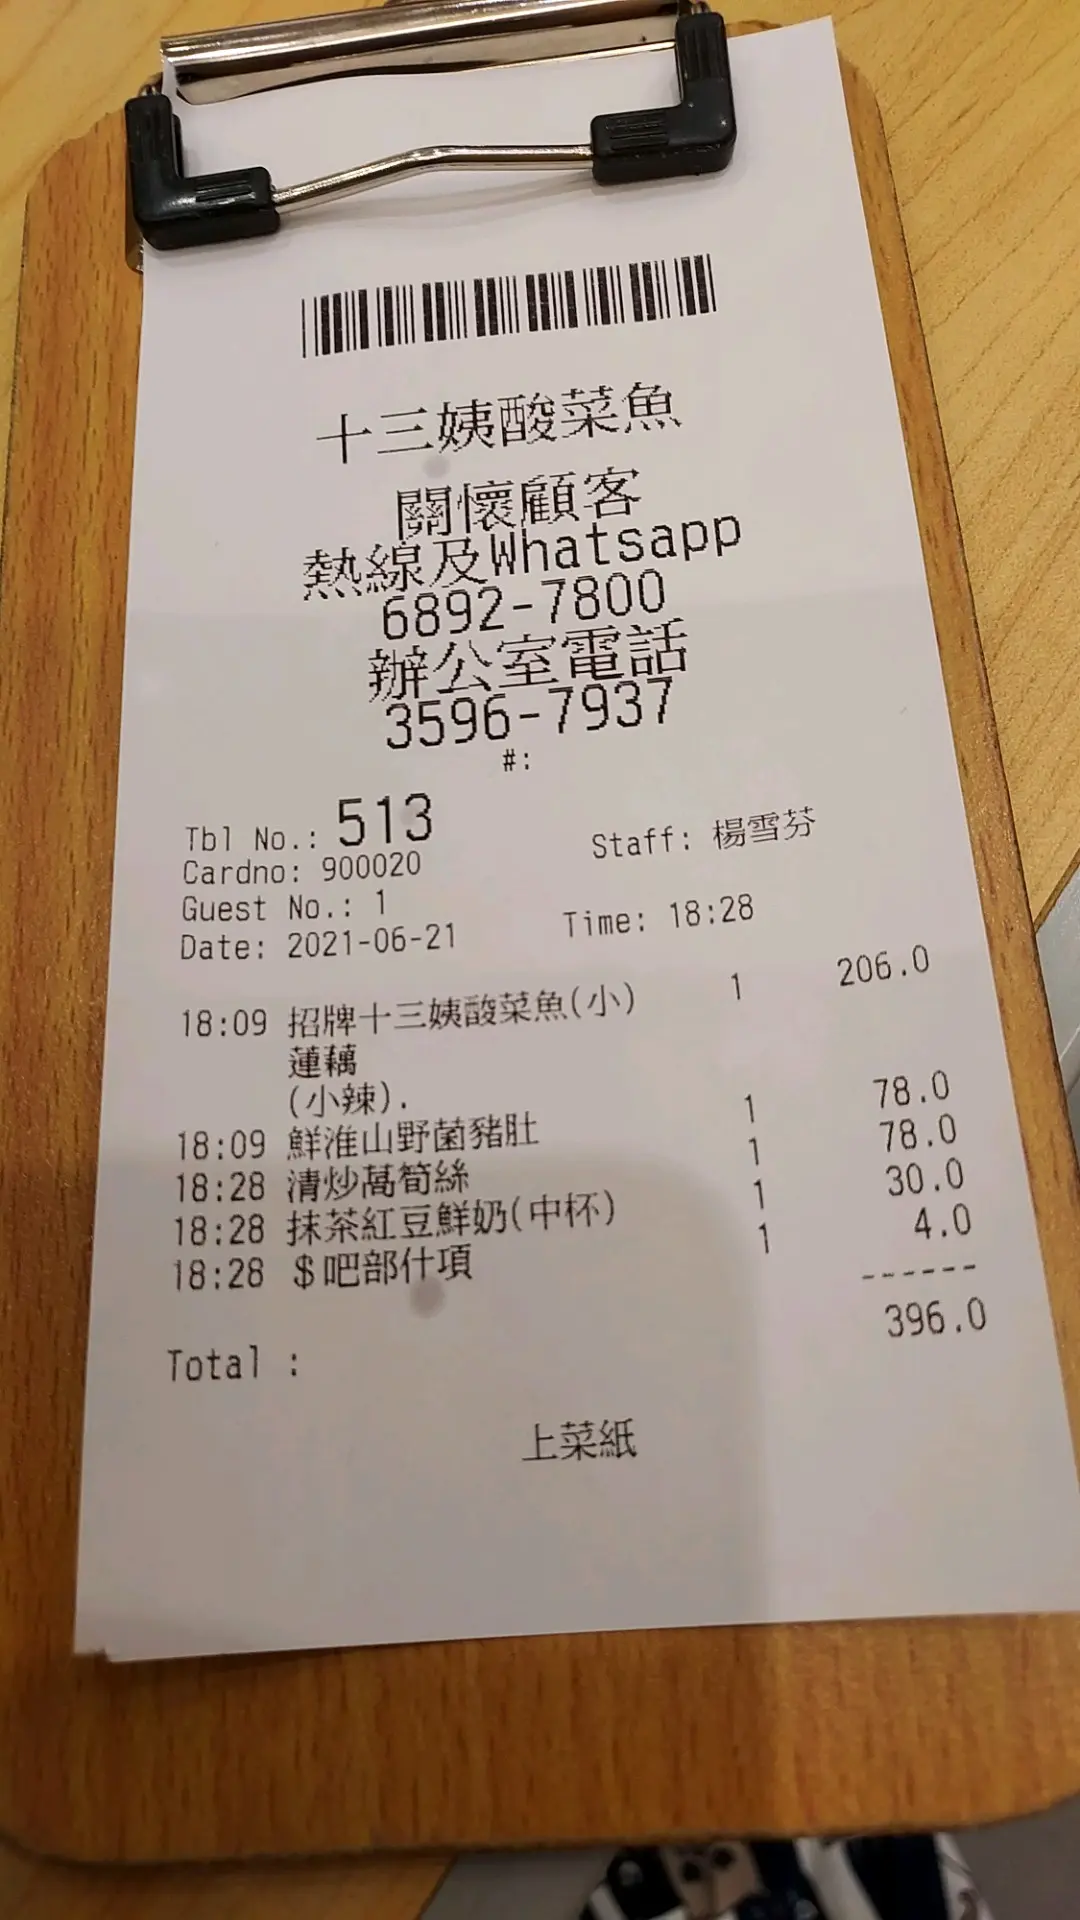 十三姨酸菜魚
關懷顧客
熱線及Whatsapp
6892-7800
辦公室電話
3596-7937
#:
Tbl No.: 513
Cardno: 900020 Staff: 楊雪芬
Guest No.: 1
Date: 2021-06-21 Time: 18:28
18:09 招牌十三姨酸菜魚(小) 1 206.0
蓮藕
(小辣).
18:09 鮮淮山野菌豬肚 1 78.0
18:28 清炒萵筍絲 1 78.0
18:28 抹茶紅豆鮮奶(中杯) 1 30.0
18:28 $吧部什項 1 4.0
------
Total : 396.0
上菜紙